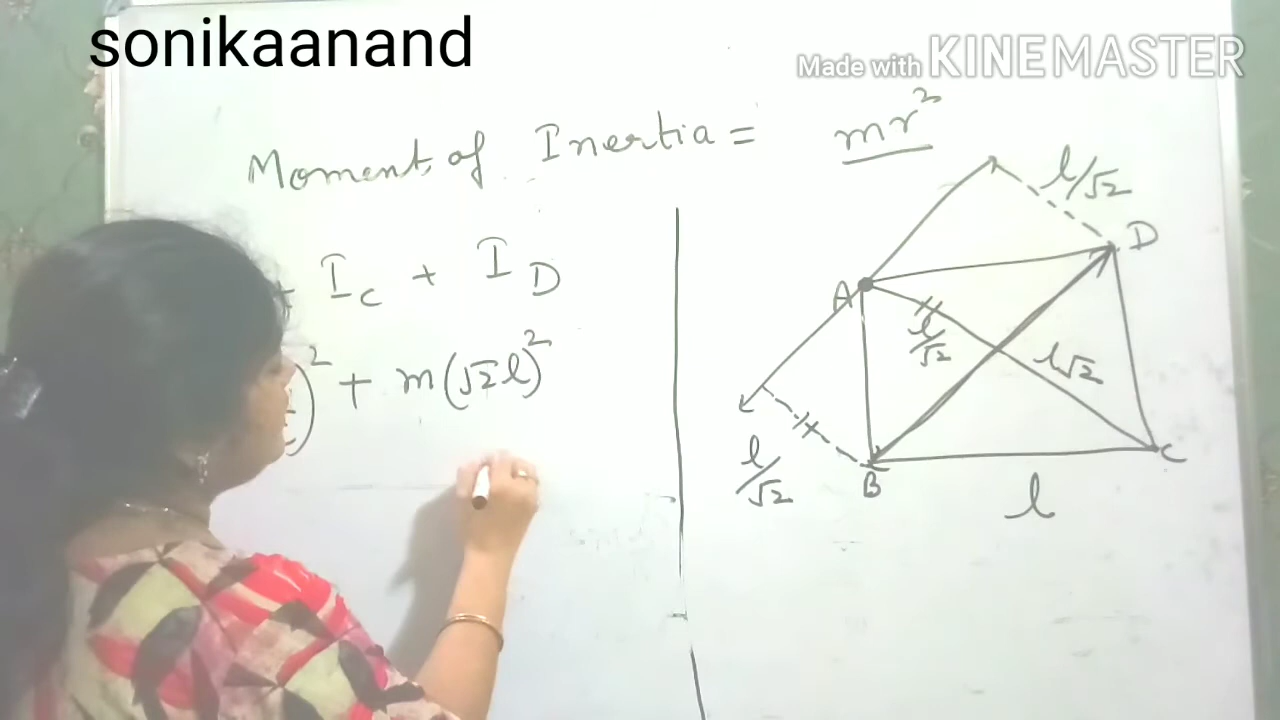 sonikaanand
Made with KINEMASTER
Moment of Inertia = mr²
+ I_C + I_D
)² + m(√2l)²
l/√2
D
A
l/√2
l√2
l/√2
B
C
l